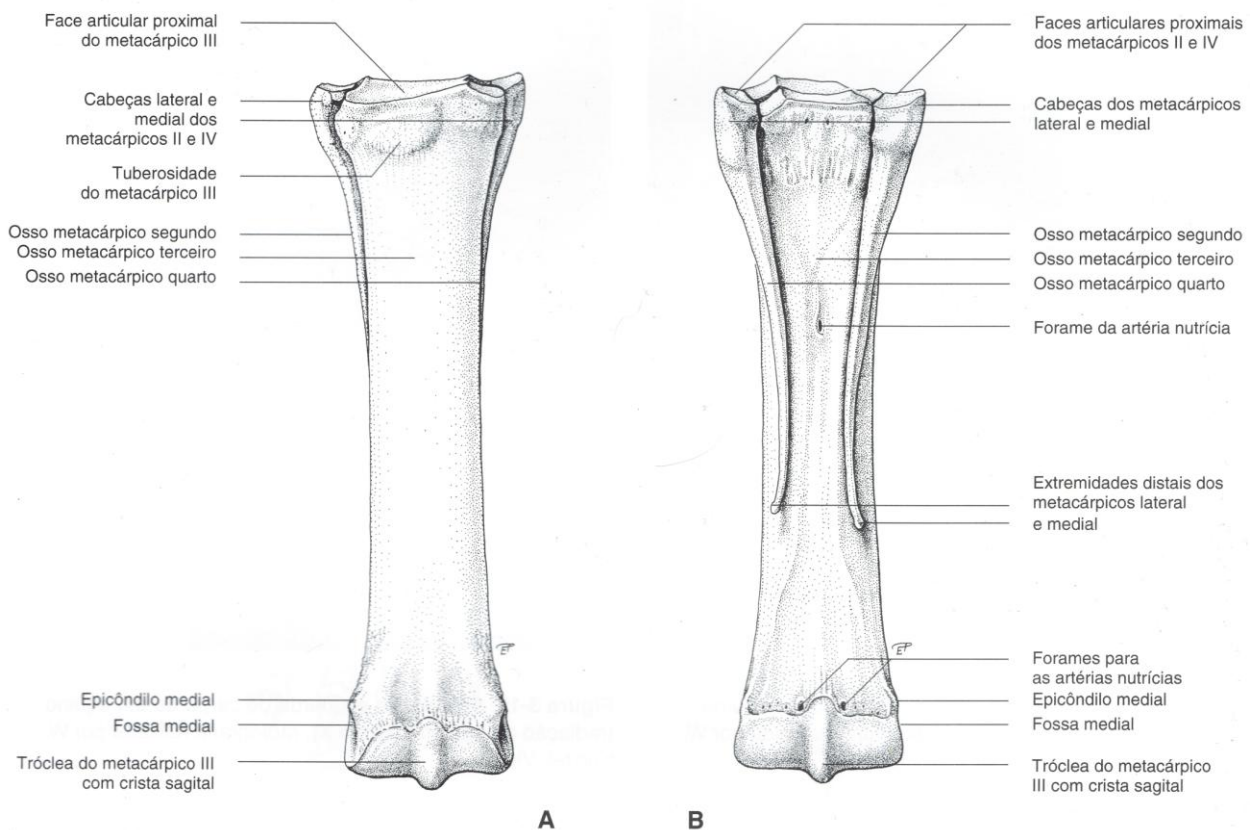 Face articular proximal
do metacárpico III
Cabeças lateral e
medial dos
metacárpicos II e IV
Tuberosidade
do metacárpico III
Osso metacárpico segundo
Osso metacárpico terceiro
Osso metacárpico quarto
Epicôndilo medial
Fossa medial
Tróclea do metacárpico III
com crista sagital
A
Faces articulares proximais
dos metacárpicos II e IV
Cabeças dos metacárpicos
lateral e medial
Osso metacárpico segundo
Osso metacárpico terceiro
Osso metacárpico quarto
Forame da artéria nutrícia
Extremidades distais dos
metacárpicos lateral
e medial
Forames para
as artérias nutrícias
Epicôndilo medial
Fossa medial
Tróclea do metacárpico
III com crista sagital
B